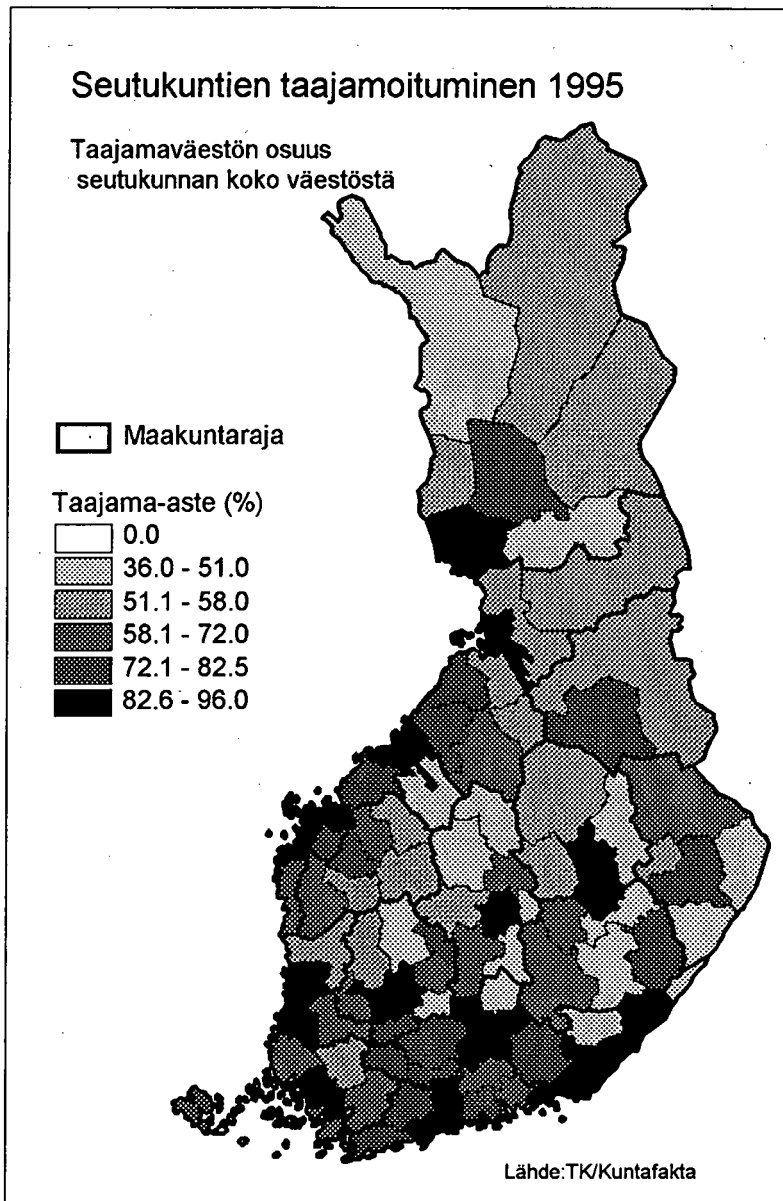 Seutukuntien taajamoituminen 1995
Taajamaväestön osuus
seutukunnan koko väestöstä
Maakuntaraja
Taajama-aste (%)
0.0
36.0 - 51.0
51.1 - 58.0
58.1 - 72.0
72.1 - 82.5
82.6 - 96.0
Lähde:TK/Kuntafakta